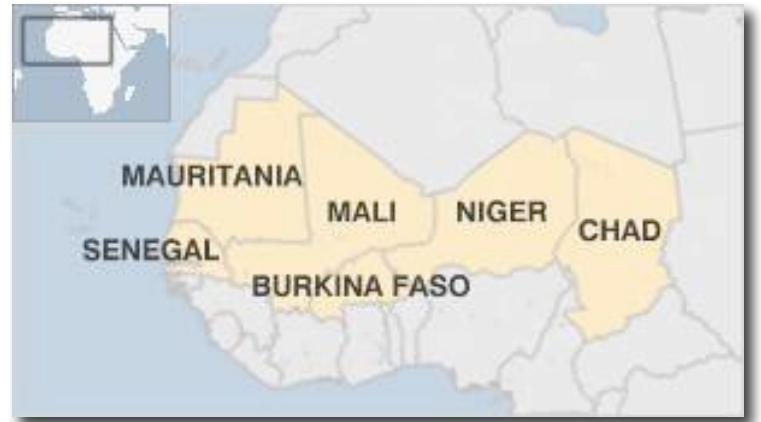 MAURITANIA
MALI
NIGER
CHAD
SENEGAL
BURKINA FASO